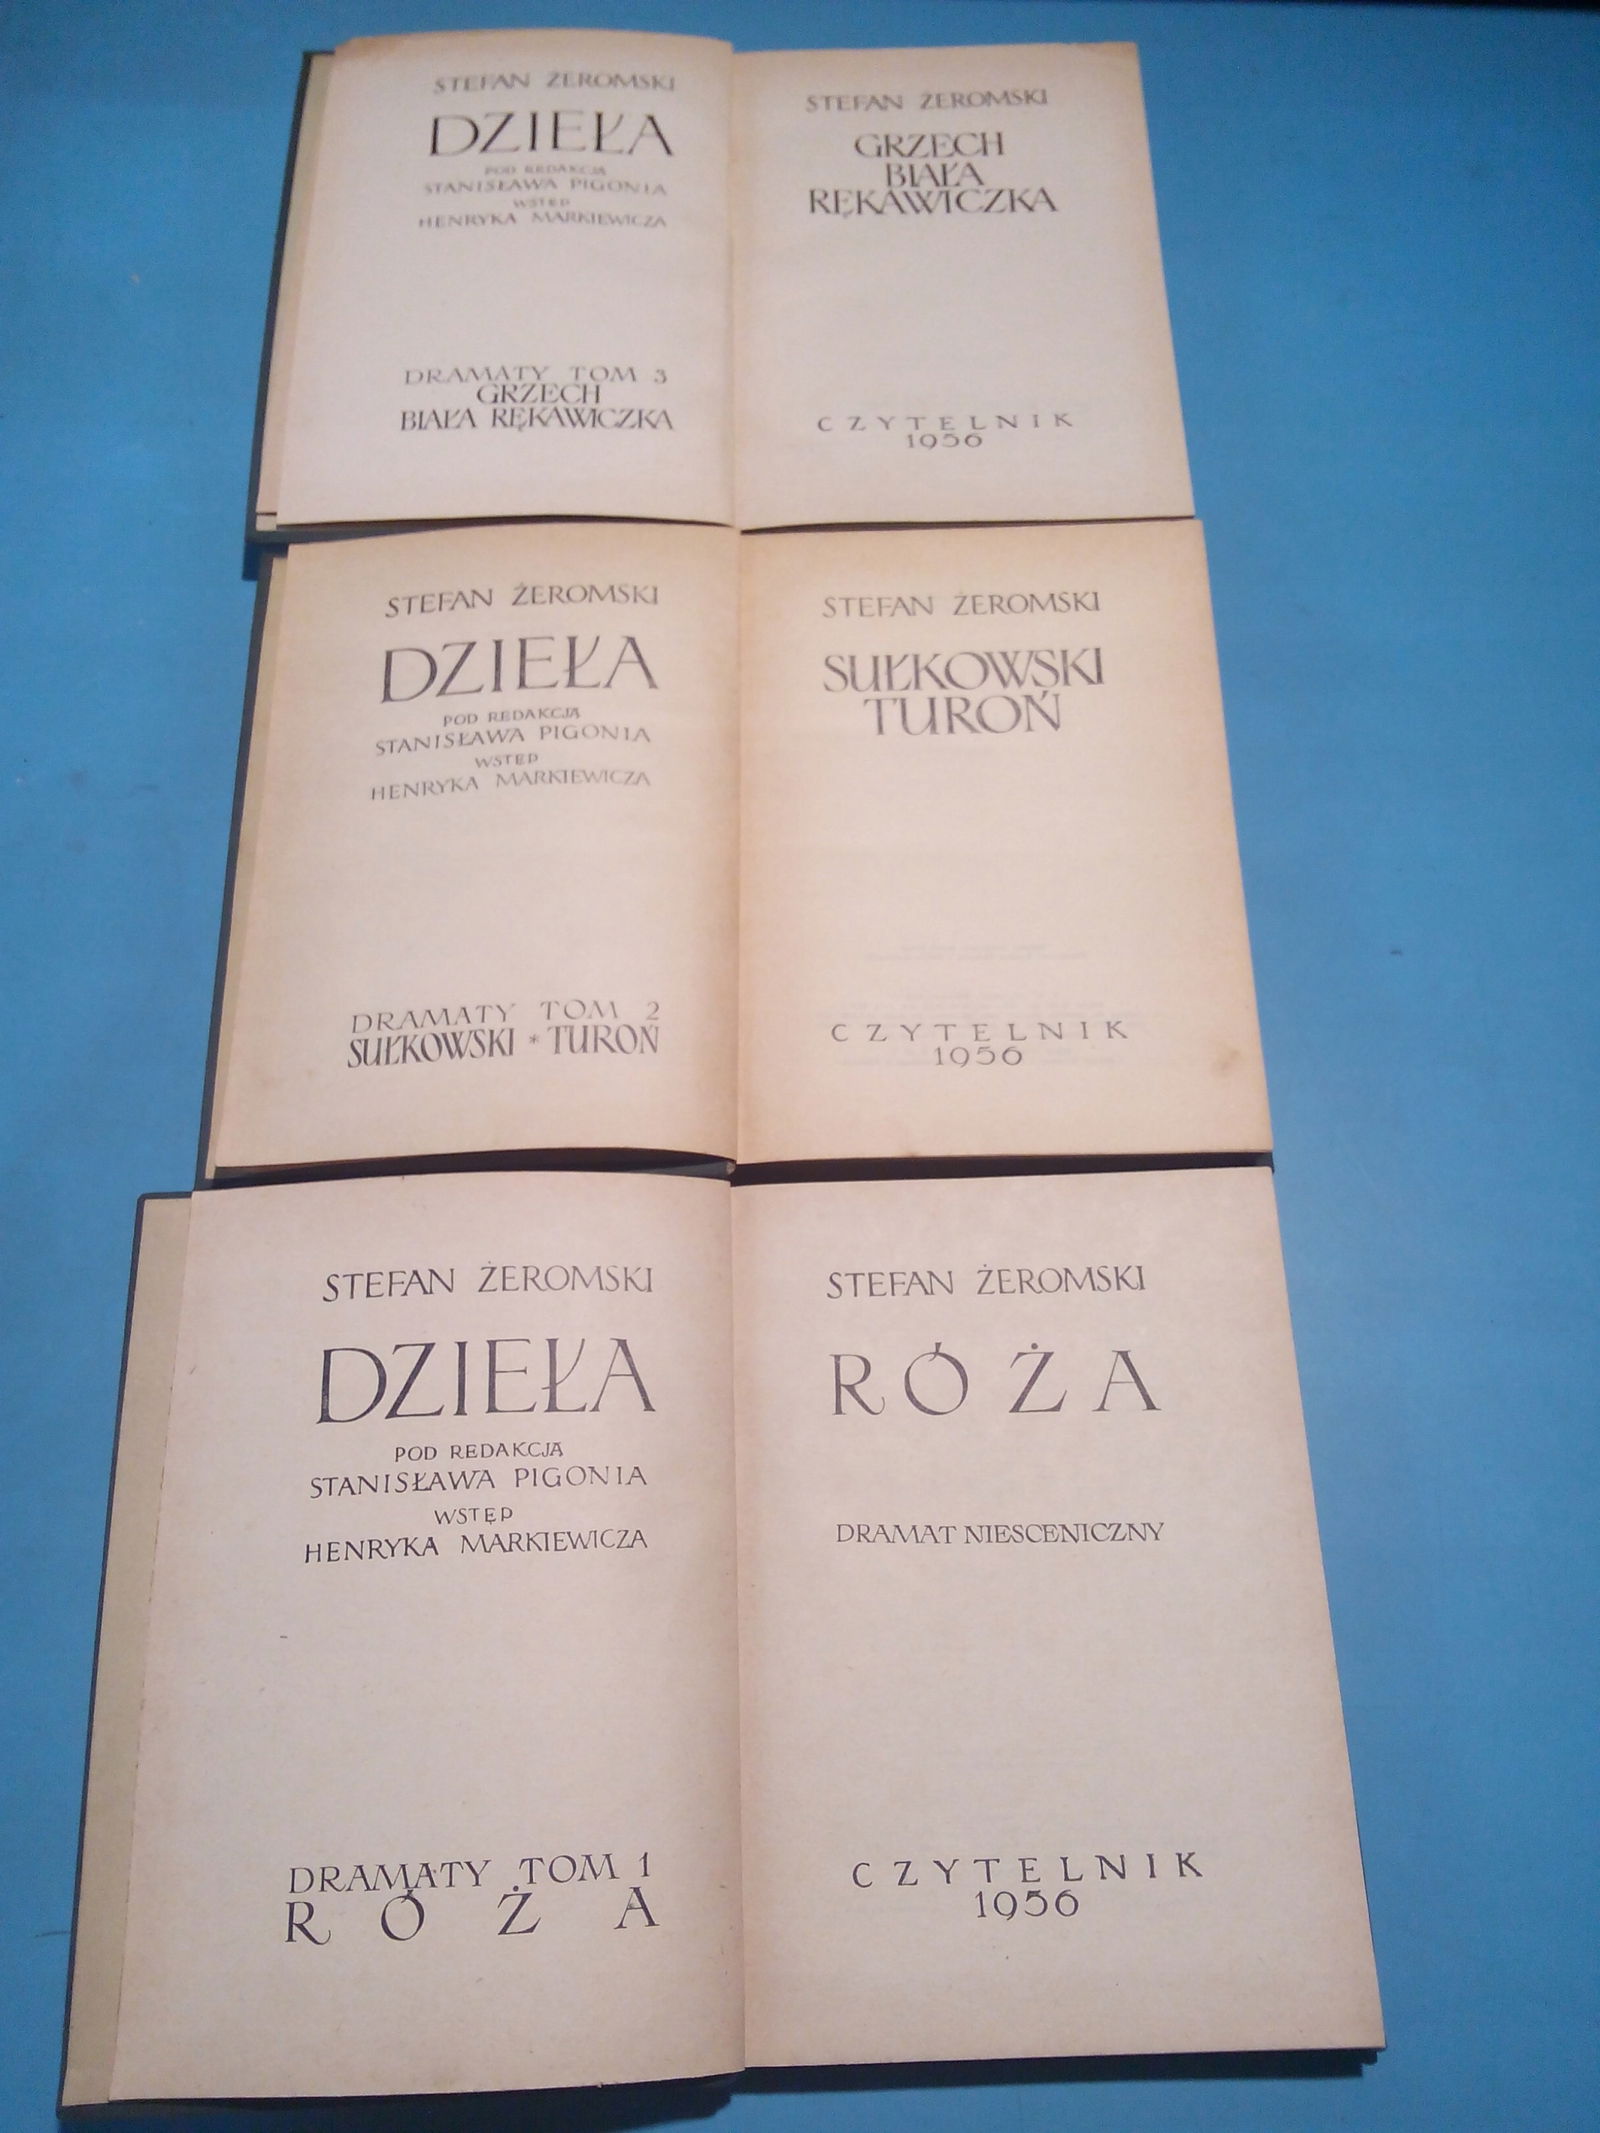 STEFAN ŻEROMSKI
DZIEŁA
POD REDAKCJĄ
STANISŁAWA PIGONIA
WSTĘP
HENRYKA MARKIEWICZA
DRAMATY TOM 3
GRZECH
BIAŁA RĘKAWICZKA
STEFAN ŻEROMSKI
GRZECH
BIAŁA
RĘKAWICZKA
CZYTELNIK
1956
STEFAN ŻEROMSKI
DZIEŁA
POD REDAKCJĄ
STANISŁAWA PIGONIA
WSTĘP
HENRYKA MARKIEWICZA
DRAMATY TOM 2
SUŁKOWSKI * TUROŃ
STEFAN ŻEROMSKI
SUŁKOWSKI
TUROŃ
CZYTELNIK
1956
STEFAN ŻEROMSKI
DZIEŁA
POD REDAKCJĄ
STANISŁAWA PIGONIA
WSTĘP
HENRYKA MARKIEWICZA
DRAMATY TOM 1
RÓŻA
STEFAN ŻEROMSKI
RÓŻA
DRAMAT NIESCENICZNY
CZYTELNIK
1956